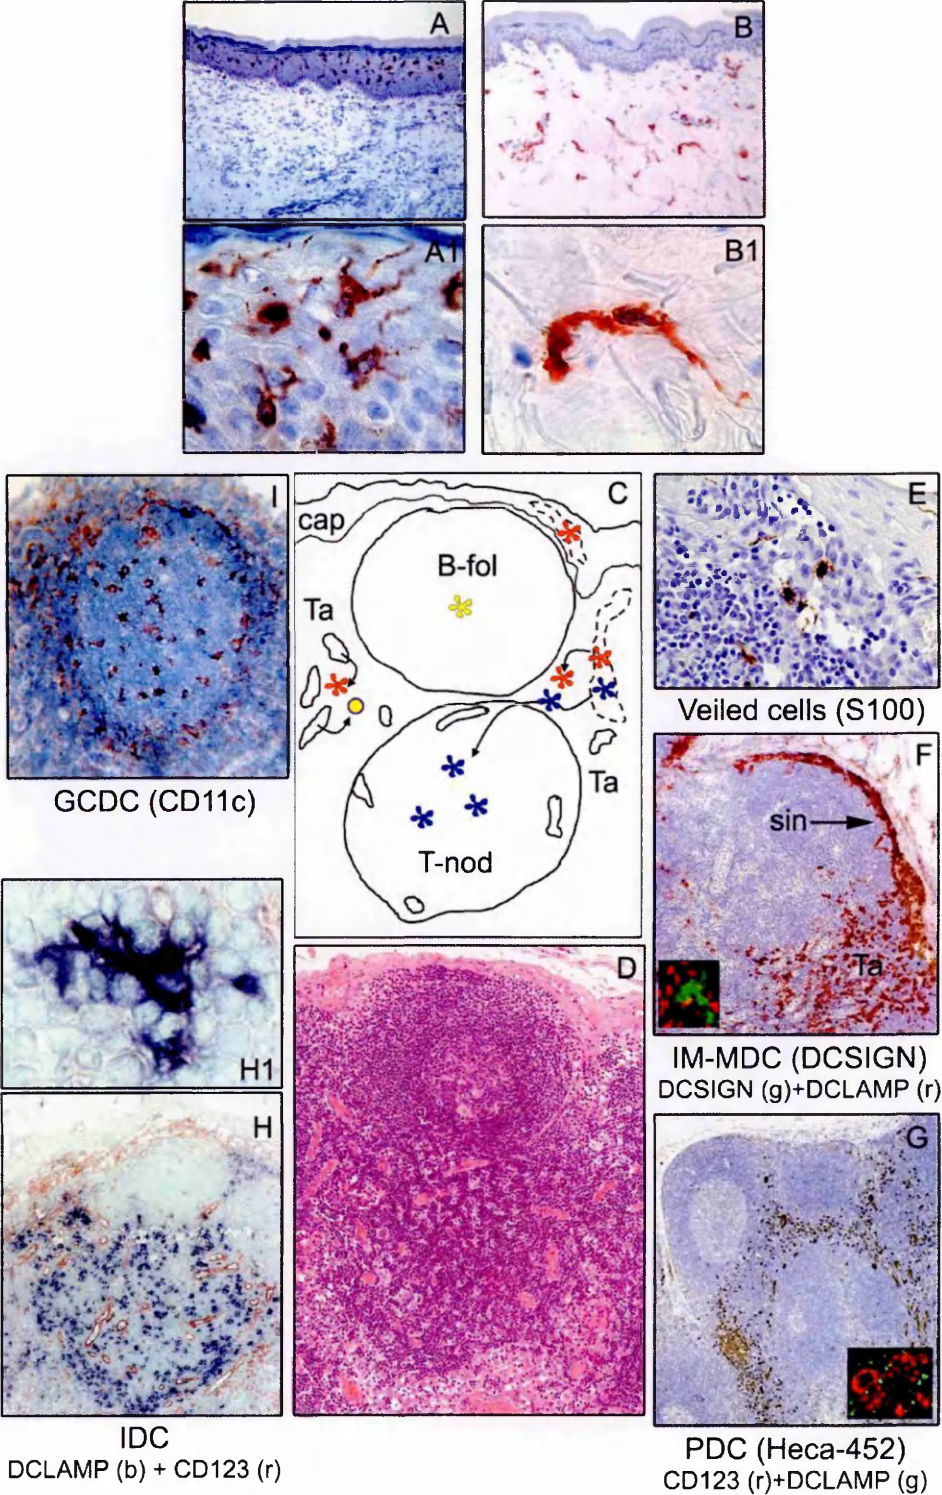 A
B
A1
B1
I
C
E
cap
B-fol
Ta
Veiled cells (S100)
GCDC (CD11c)
Ta
F
sin
T-nod
D
Ta
H1
IM-MDC (DCSIGN)
DCSIGN (g)+DCLAMP (r)
H
G
IDC
DCLAMP (b) + CD123 (r)
PDC (Heca-452)
CD123 (r)+DCLAMP (g)